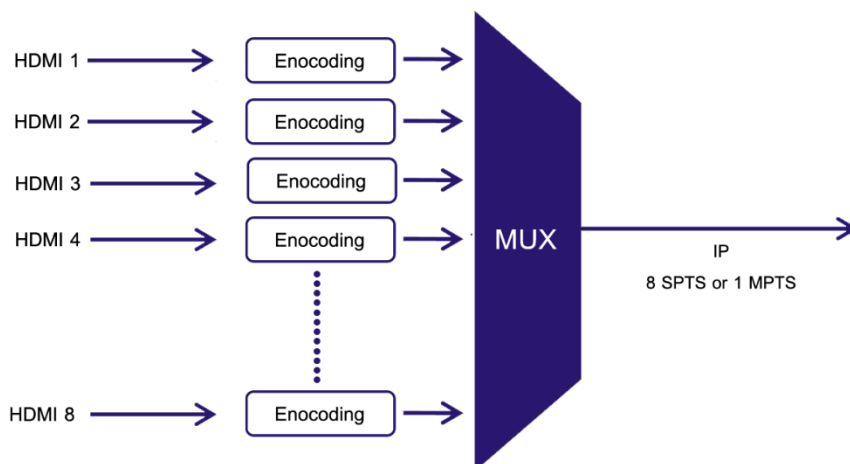 HDMI 1
Enocoding
HDMI 2
Enocoding
HDMI 3
Enocoding
HDMI 4
Enocoding
MUX
IP
8 SPTS or 1 MPTS
HDMI 8
Enocoding